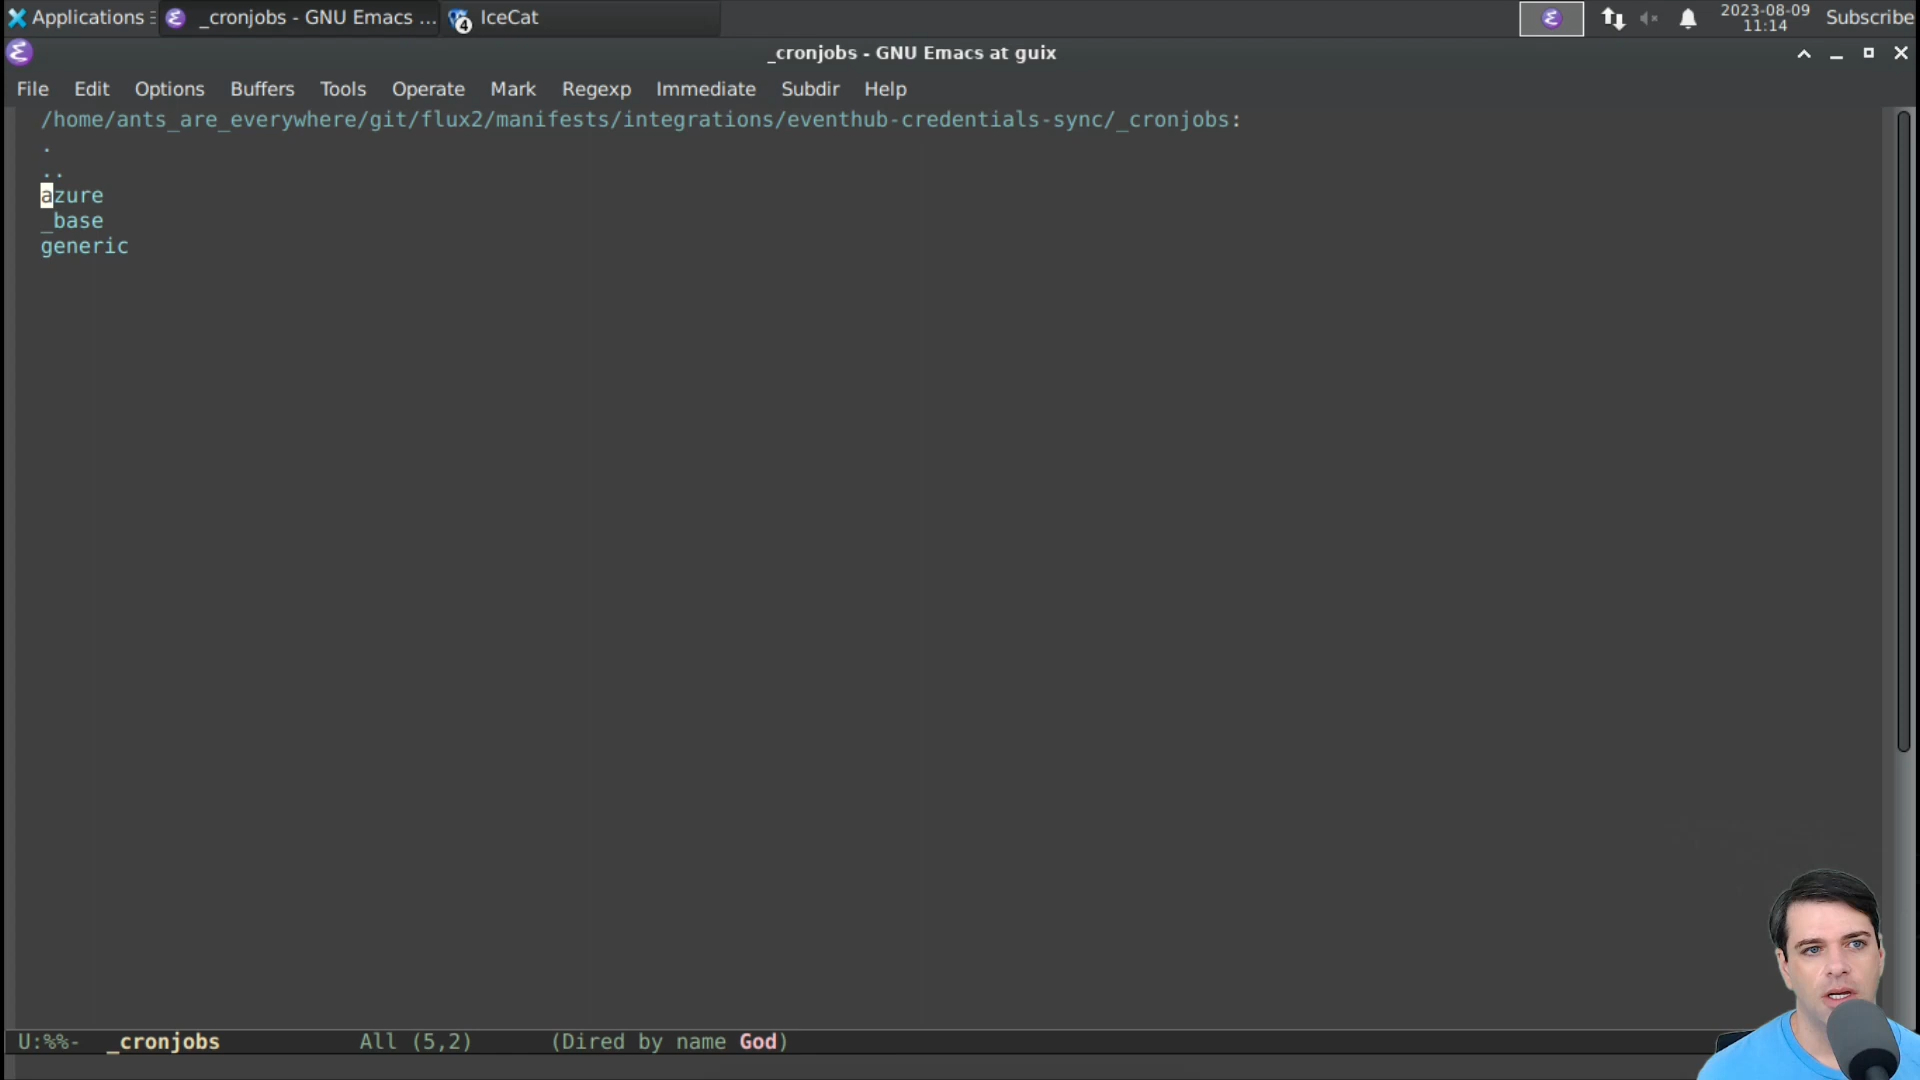 Applications
_cronjobs - GNU Emacs ...
4
IceCat
2023-08-09
11:14
Subscribe
_cronjobs - GNU Emacs at guix
File Edit Options Buffers Tools Operate Mark Regexp Immediate Subdir Help
/home/ants_are_everywhere/git/flux2/manifests/integrations/eventhub-credentials-sync/_cronjobs:
.
..
azure
_base
generic
U:%%- _cronjobs All (5,2) (Dired by name God)